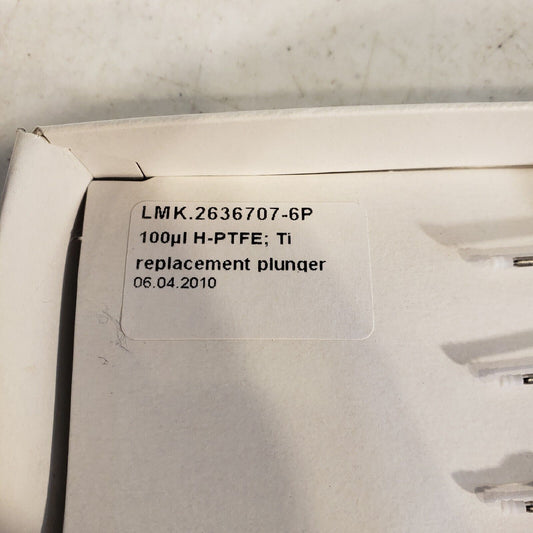 LMK.2636707-6P
100µl H-PTFE; Ti
replacement plunger
06.04.2010